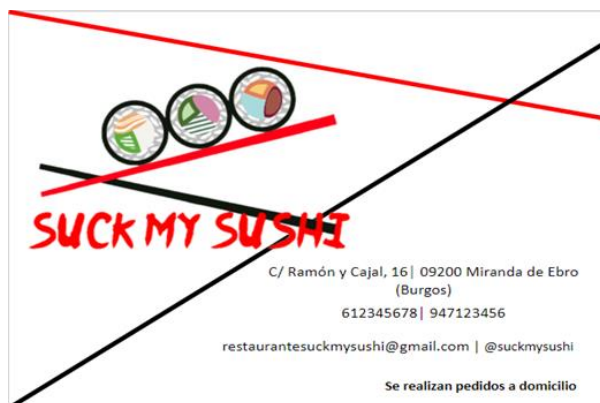 SUCK MY SUSHI
C/ Ramón y Cajal, 16| 09200 Miranda de Ebro
(Burgos)
612345678| 947123456
restaurantesuckmysushi@gmail.com | @suckmysushi
Se realizan pedidos a domicilio